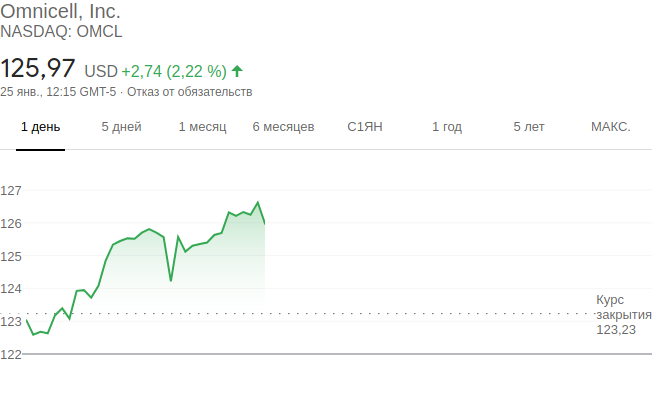 Omnicell, Inc.
NASDAQ: OMCL
125,97 USD +2,74 (2,22 %)
25 янв., 12:15 GMT-5 · Отказ от обязательств
1 день 5 дней 1 месяц 6 месяцев С1ЯН 1 год 5 лет МАКС.
127
126
125
124
123
122
Курс
закрытия
123,23